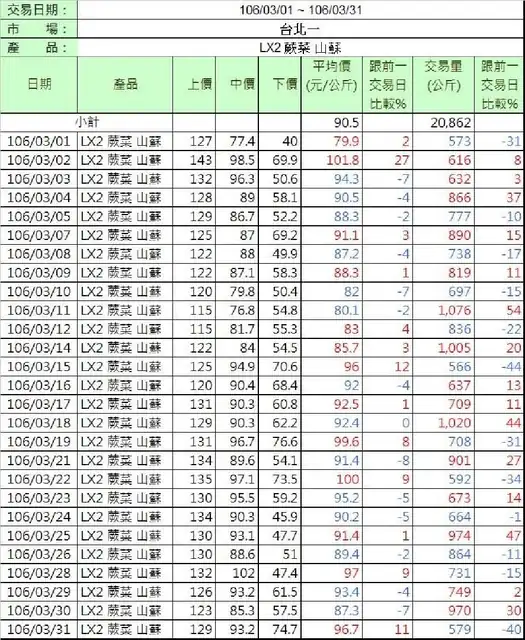 交易日期： 106/03/01 ~ 106/03/31
市 場： 台北一
產 品： LX2 蕨菜 山蘇
日期 產品 上價 中價 下價 平均價(元/公斤) 跟前一交易日比較% 交易量(公斤) 跟前一交易日比較%
小計 90.5 20,862
106/03/01 LX2 蕨菜 山蘇 127 77.4 40 79.9 2 573 -31
106/03/02 LX2 蕨菜 山蘇 143 98.5 69.9 101.8 27 616 8
106/03/03 LX2 蕨菜 山蘇 132 96.3 50.6 94.3 -7 632 3
106/03/04 LX2 蕨菜 山蘇 128 89 58.1 90.5 -4 866 37
106/03/05 LX2 蕨菜 山蘇 129 86.7 52.2 88.3 -2 777 -10
106/03/07 LX2 蕨菜 山蘇 125 87 69.2 91.1 3 890 15
106/03/08 LX2 蕨菜 山蘇 122 88 49.9 87.2 -4 738 -17
106/03/09 LX2 蕨菜 山蘇 122 87.1 58.3 88.3 1 819 11
106/03/10 LX2 蕨菜 山蘇 120 79.8 50.4 82 -7 697 -15
106/03/11 LX2 蕨菜 山蘇 115 76.8 54.8 80.1 -2 1,076 54
106/03/12 LX2 蕨菜 山蘇 115 81.7 55.3 83 4 836 -22
106/03/14 LX2 蕨菜 山蘇 122 84 54.5 85.7 3 1,005 20
106/03/15 LX2 蕨菜 山蘇 125 94.9 70.6 96 12 566 -44
106/03/16 LX2 蕨菜 山蘇 120 90.4 68.4 92 -4 637 13
106/03/17 LX2 蕨菜 山蘇 131 90.3 60.8 92.5 1 709 11
106/03/18 LX2 蕨菜 山蘇 129 90.3 62.2 92.4 0 1,020 44
106/03/19 LX2 蕨菜 山蘇 131 96.7 76.6 99.6 8 708 -31
106/03/21 LX2 蕨菜 山蘇 134 89.6 54.1 91.4 -8 901 27
106/03/22 LX2 蕨菜 山蘇 135 97.1 73.5 100 9 592 -34
106/03/23 LX2 蕨菜 山蘇 130 95.5 59.2 95.2 -5 673 14
106/03/24 LX2 蕨菜 山蘇 134 90.3 45.9 90.2 -5 664 -1
106/03/25 LX2 蕨菜 山蘇 130 93.1 47.7 91.4 1 974 47
106/03/26 LX2 蕨菜 山蘇 130 88.6 51 89.4 -2 864 -11
106/03/28 LX2 蕨菜 山蘇 132 102 47.4 97 9 731 -15
106/03/29 LX2 蕨菜 山蘇 126 93.2 61.5 93.4 -4 749 2
106/03/30 LX2 蕨菜 山蘇 123 85.3 57.5 87.3 -7 970 30
106/03/31 LX2 蕨菜 山蘇 129 93.2 74.7 96.7 11 579 -40